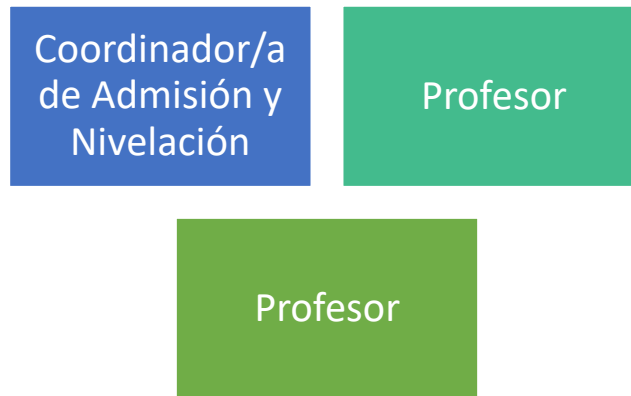 Coordinador/a
de Admisión y
Nivelación
Profesor
Profesor